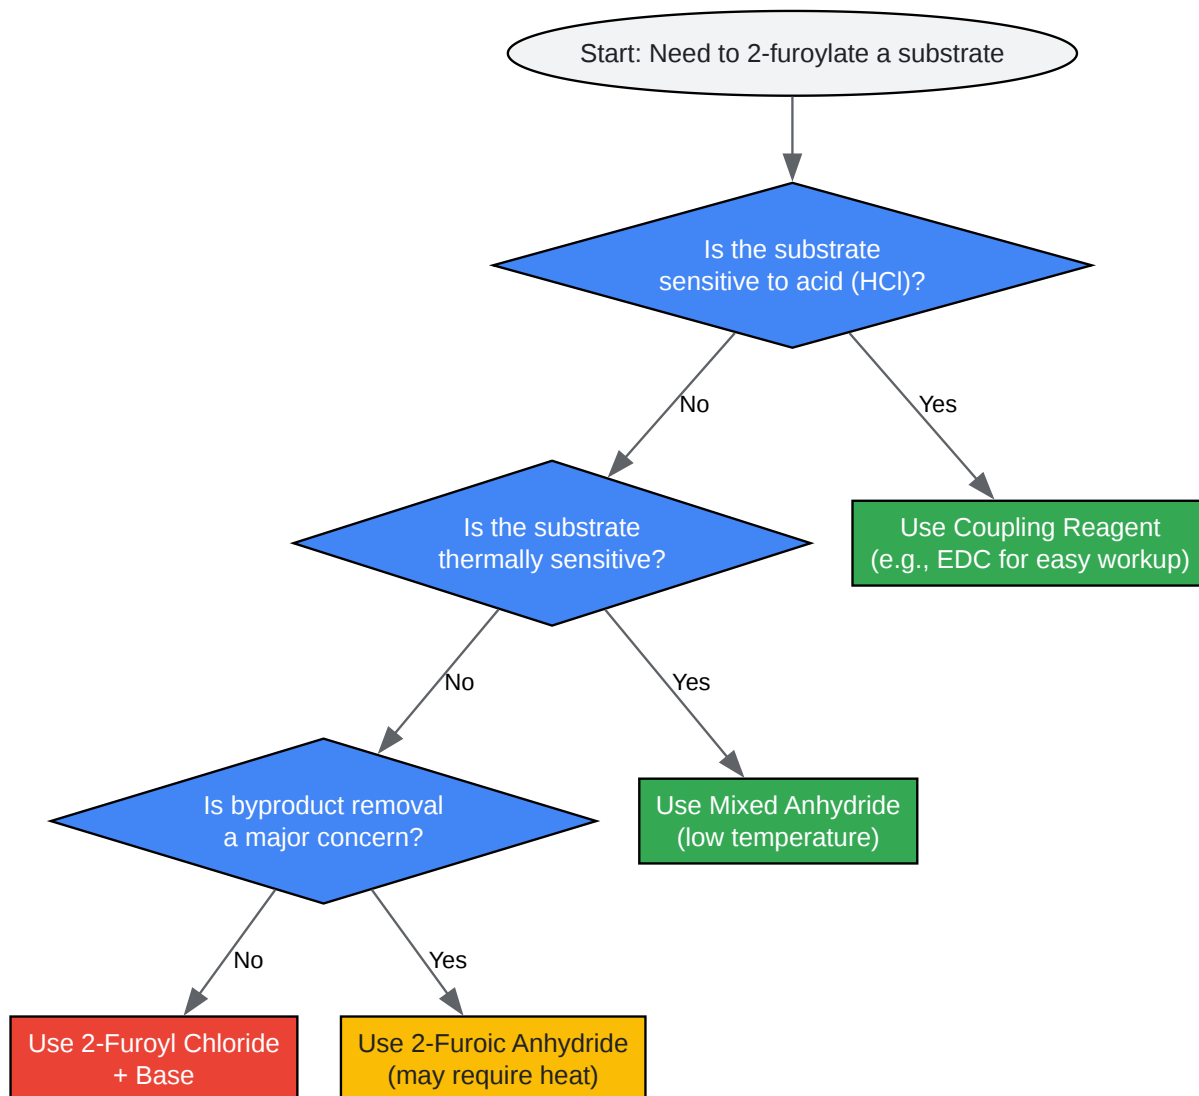 Start: Need to 2-furoylate a substrate
Is the substrate
sensitive to acid (HCl)?
No
Yes
Is the substrate
thermally sensitive?
Use Coupling Reagent
(e.g., EDC for easy workup)
No
Yes
Is byproduct removal
a major concern?
Use Mixed Anhydride
(low temperature)
No
Yes
Use 2-Furoyl Chloride
+ Base
Use 2-Furoic Anhydride
(may require heat)